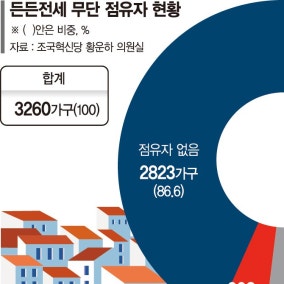 든든전세 무단 점유자 현황
※ ( )안은 비중, %
자료 : 조국혁신당 황운하 의원실
합계
3260가구(100)
점유자 없음
2823가구
(86.6)